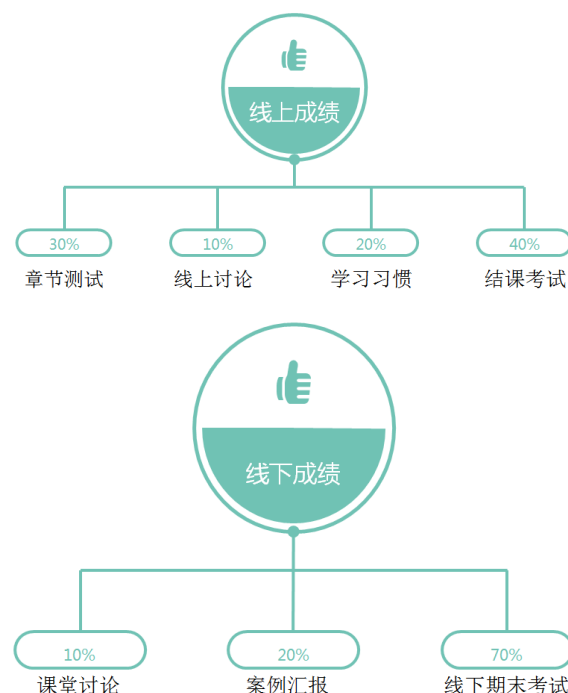 线上成绩
30% 10% 20% 40%
章节测试 线上讨论 学习习惯 结课考试
线下成绩
10% 20% 70%
课堂讨论 案例汇报 线下期末考试